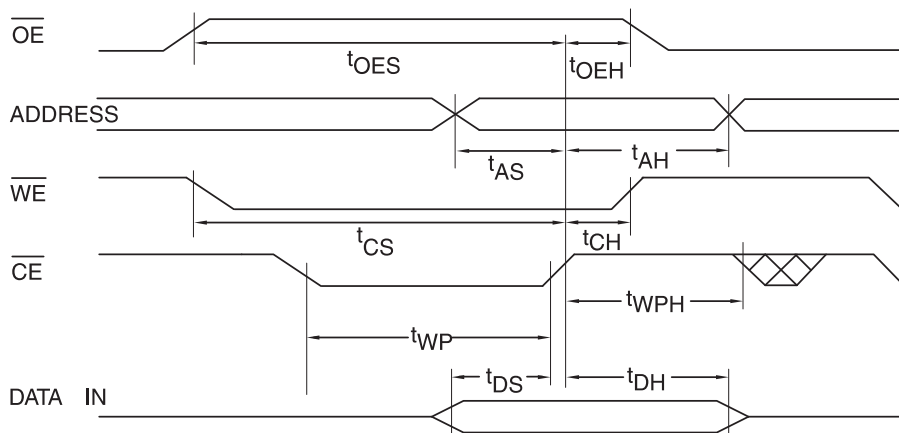 OE
tOES
tOEH
ADDRESS
tAS
tAH
WE
tCS
tCH
CE
tWPH
tWP
tDS
tDH
DATA IN